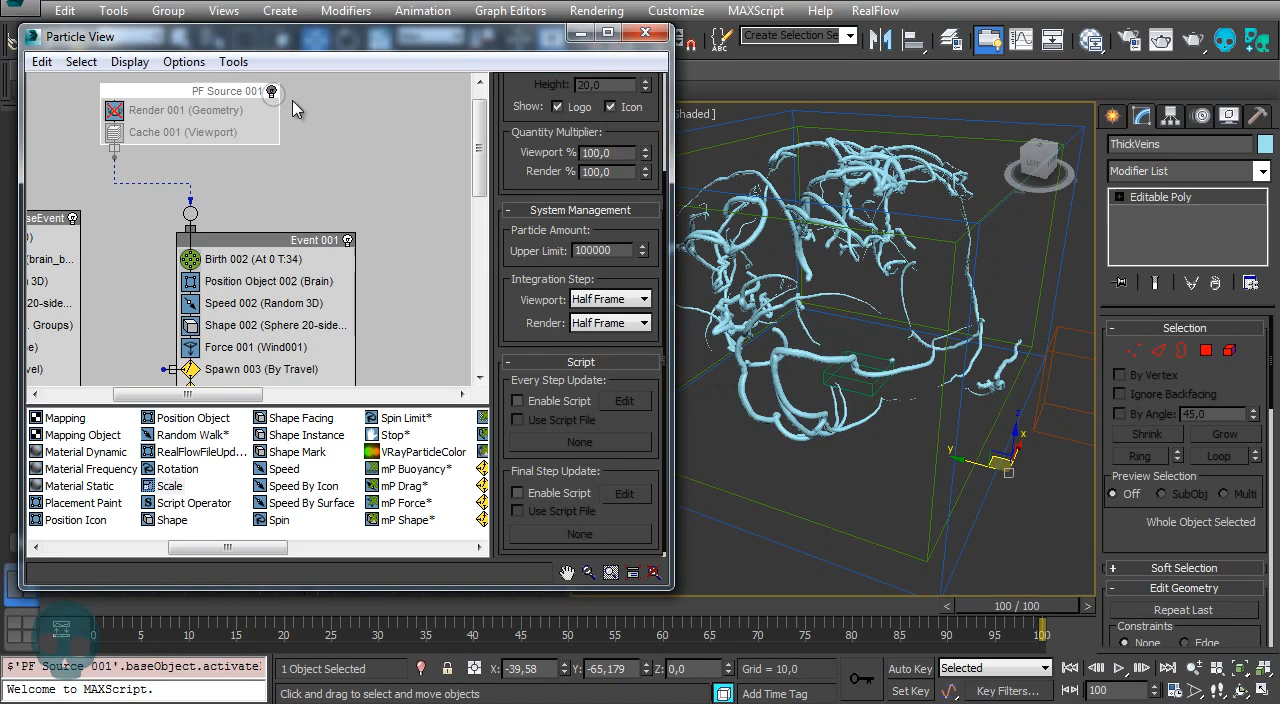 Edit Tools Group Views Create Modifiers Animation Graph Editors Rendering Customize MAXScript Help RealFlow
Particle View
Create Selection Se
Edit Select Display Options Tools
PF Source 001
Render 001 (Geometry)
Cache 001 (Viewport)
Event 001
Birth 002 (At 0 T:34)
Position Object 002 (Brain)
Speed 002 (Random 3D)
Shape 002 (Sphere 20-side...
Force 001 (Wind001)
Spawn 003 (By Travel)
seEvent
)
(brain_b...
3D)
20-side...
Groups)
e)
vel)
Height: 20,0
Show: Logo Icon
Quantity Multiplier:
Viewport % 100,0
Render % 100,0
- System Management
Particle Amount:
Upper Limit: 100000
Integration Step:
Viewport: Half Frame
Render: Half Frame
- Script
Every Step Update:
Enable Script Edit
Use Script File
None
Final Step Update:
Enable Script Edit
Use Script File
None
Mapping Position Object Shape Facing Spin Limit*
Mapping Object Random Walk* Shape Instance Stop*
Material Dynamic RealFlowFileUpd... Shape Mark VRayParticleColor
Material Frequency Rotation Speed mP Buoyancy*
Material Static Scale Speed By Icon mP Drag*
Placement Paint Script Operator Speed By Surface mP Force*
Position Icon Shape Spin mP Shape*
haded ]
LEFT
z
x
y
ThickVeins
Modifier List
Editable Poly
- Selection
By Vertex
Ignore Backfacing
By Angle: 45,0
Shrink Grow
Ring Loop
Preview Selection
Off SubObj Multi
Whole Object Selected
+ Soft Selection
- Edit Geometry
Repeat Last
Constraints
None Edge
< 100 / 100 >
0 5 10 15 20 25 30 35 40 45 50 55 60 65 70 75 80 85 90 95 100
$'PF Source 001'.baseObject.activatel
Welcome to MAXScript.
1 Object Selected X: -39,58 Y: -65,179 Z: 0,0 Grid = 10,0 Auto Key Selected
Click and drag to select and move objects Add Time Tag Set Key Key Filters... 100